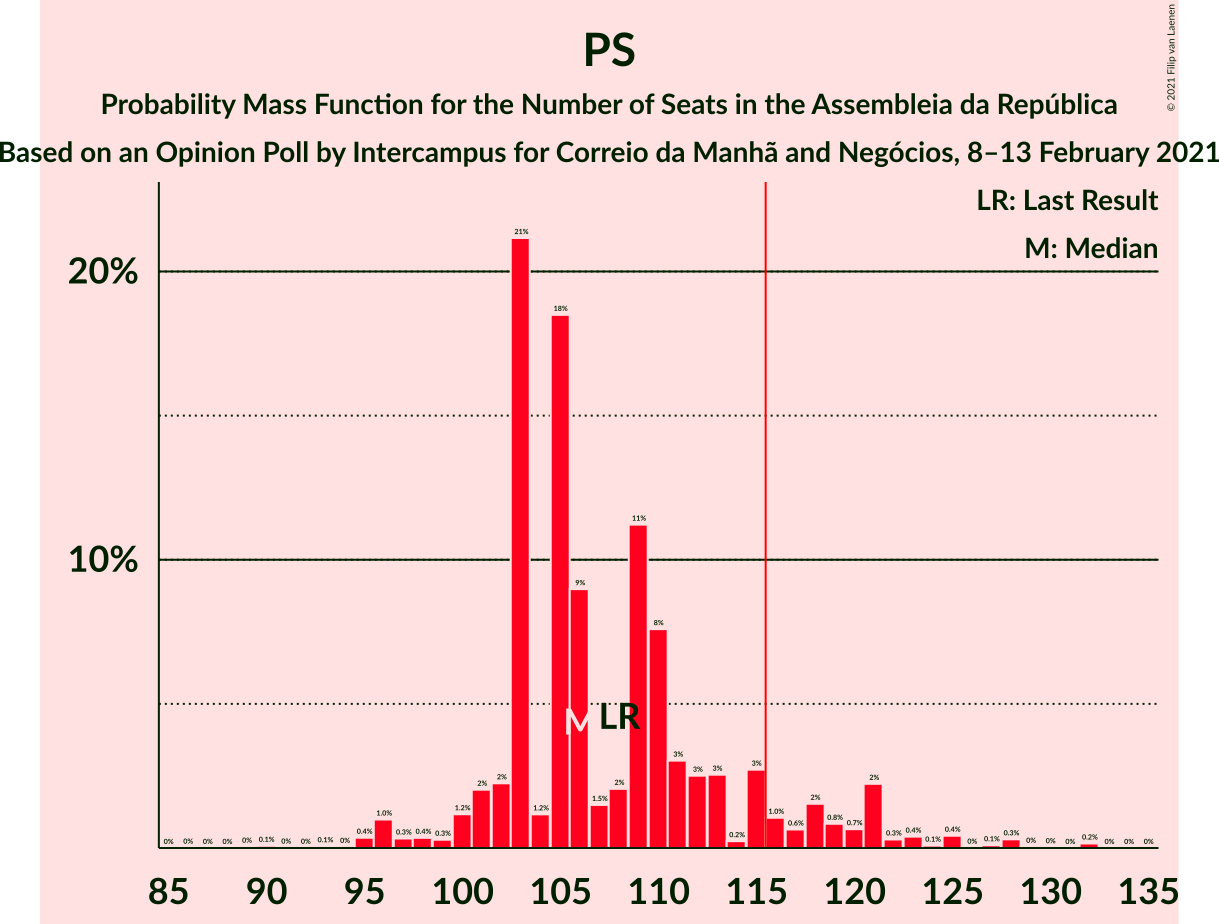 PS
Probability Mass Function for the Number of Seats in the Assembleia da República
Based on an Opinion Poll by Intercampus for Correio da Manhã and Negócios, 8–13 February 2021
© 2021 Filip van Laenen
LR: Last Result
M: Median
20%
10%
0% 0% 0% 0% 0% 0.1% 0% 0% 0.1% 0% 0.4% 1.0% 0.3% 0.4% 0.3% 1.2% 2% 2% 21% 1.2% 18% 9% 1.5% 2% 11% 8% 3% 3% 3% 0.2% 3% 1.0% 0.6% 2% 0.8% 0.7% 2% 0.3% 0.4% 0.1% 0.4% 0% 0.1% 0.3% 0% 0% 0% 0.2% 0% 0% 0%
M LR
85 90 95 100 105 110 115 120 125 130 135